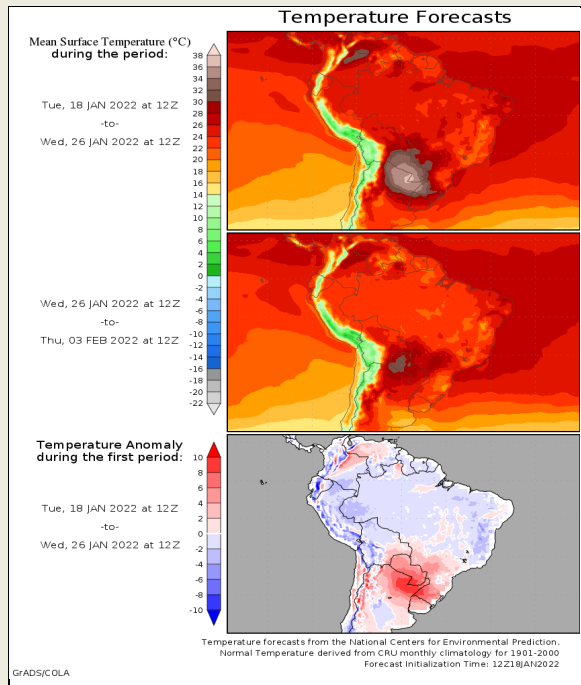 Temperature Forecasts
Mean Surface Temperature (°C)
during the period:
Tue, 18 JAN 2022 at 12Z
-to-
Wed, 26 JAN 2022 at 12Z
38
36
34
32
30
28
26
24
22
20
18
16
14
12
10
8
6
4
2
0
-2
-4
-6
-8
-10
-12
-14
-16
-18
-20
-22
Wed, 26 JAN 2022 at 12Z
-to-
Thu, 03 FEB 2022 at 12Z
Temperature Anomaly
during the first period:
Tue, 18 JAN 2022 at 12Z
-to-
Wed, 26 JAN 2022 at 12Z
10
8
6
4
2
0
-2
-4
-6
-8
-10
Temperature forecasts from the National Centers for Environmental Prediction.
Normal Temperature derived from CRU monthly climatology for 1901-2000
Forecast Initialization Time: 12Z18JAN2022
GrADS/COLA